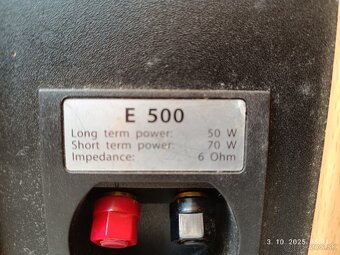 E 500
Long term power: 50 W
Short term power: 70 W
Impedance: 6 Ohm
3.10.2025